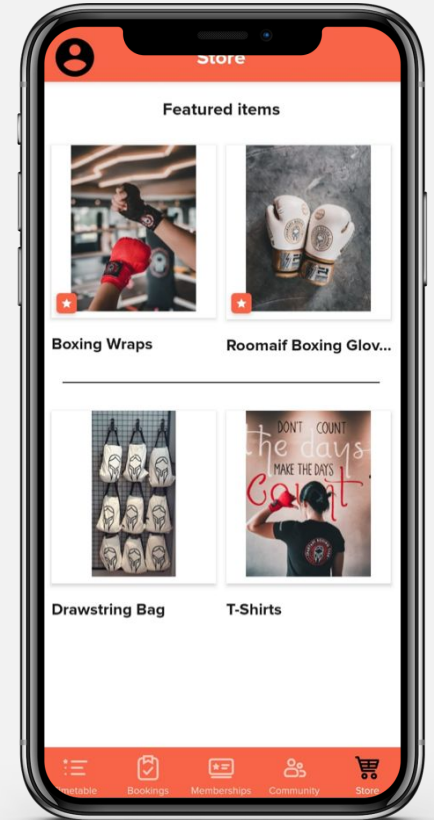 Store
Featured items
Boxing Wraps
Roomaif Boxing Glov...
DON'T COUNT
the days
MAKE THE DAYS
Count
Drawstring Bag
T-Shirts
Timetable
Bookings
Memberships
Community
Store